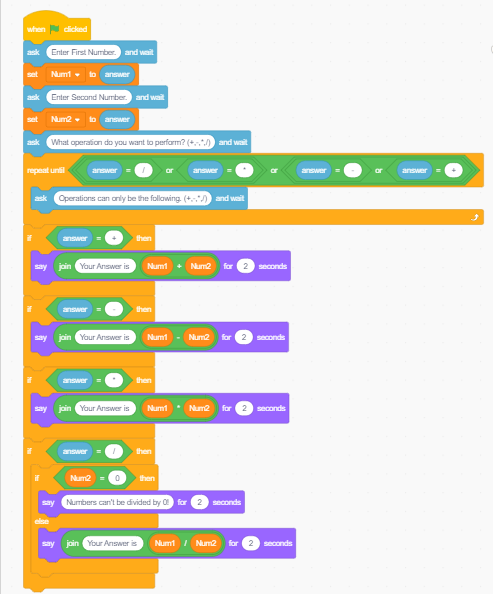 when clicked
ask Enter First Number. and wait
set Num1 to answer
ask Enter Second Number. and wait
set Num2 to answer
ask What operation do you want to perform? (+,-,*,/) and wait
repeat until answer = / or answer = * or answer = - or answer = +
ask Operations can only be the following. (+,-,*,/) and wait
if answer = + then
say join Your Answer is Num1 + Num2 for 2 seconds
if answer = - then
say join Your Answer is Num1 - Num2 for 2 seconds
if answer = * then
say join Your Answer is Num1 * Num2 for 2 seconds
if answer = / then
if Num2 = 0 then
say Numbers can't be divided by 0! for 2 seconds
else
say join Your Answer is Num1 / Num2 for 2 seconds